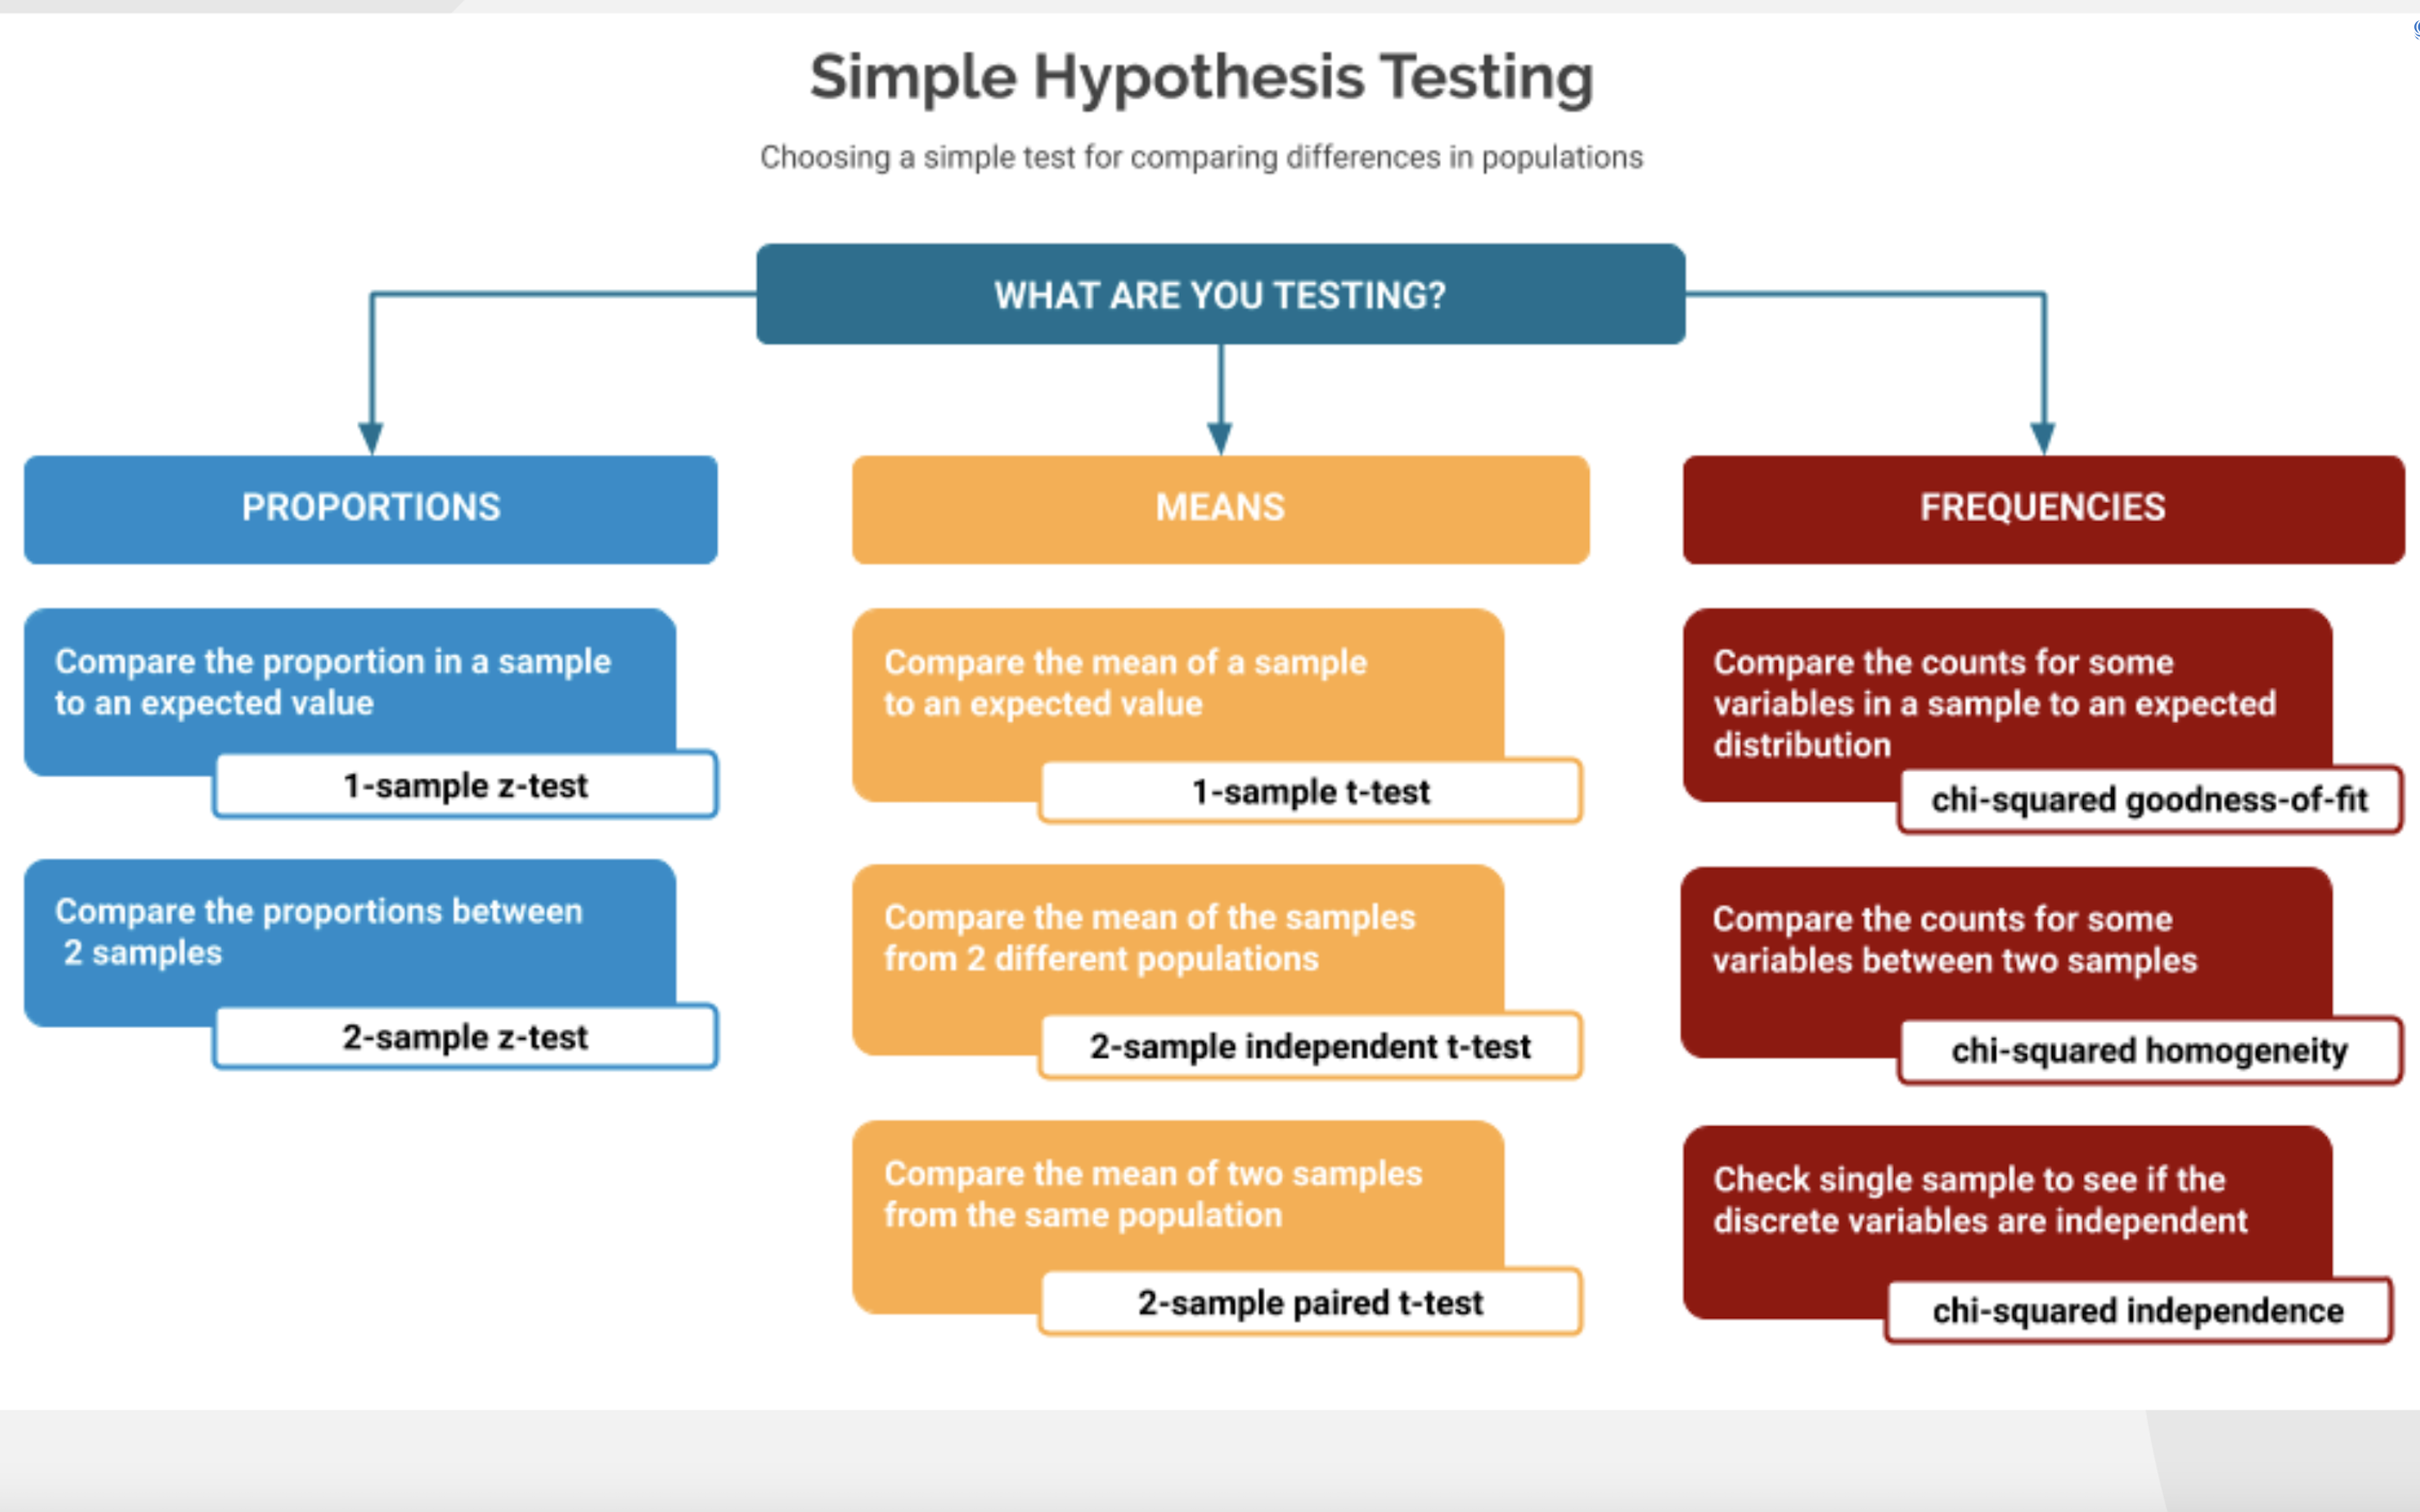 Simple Hypothesis Testing
Choosing a simple test for comparing differences in populations
WHAT ARE YOU TESTING?
PROPORTIONS
Compare the proportion in a sample
to an expected value
1-sample z-test
Compare the proportions between
2 samples
2-sample z-test
MEANS
Compare the mean of a sample
to an expected value
1-sample t-test
Compare the mean of the samples
from 2 different populations
2-sample independent t-test
Compare the mean of two samples
from the same population
2-sample paired t-test
FREQUENCIES
Compare the counts for some
variables in a sample to an expected
distribution
chi-squared goodness-of-fit
Compare the counts for some
variables between two samples
chi-squared homogeneity
Check single sample to see if the
discrete variables are independent
chi-squared independence